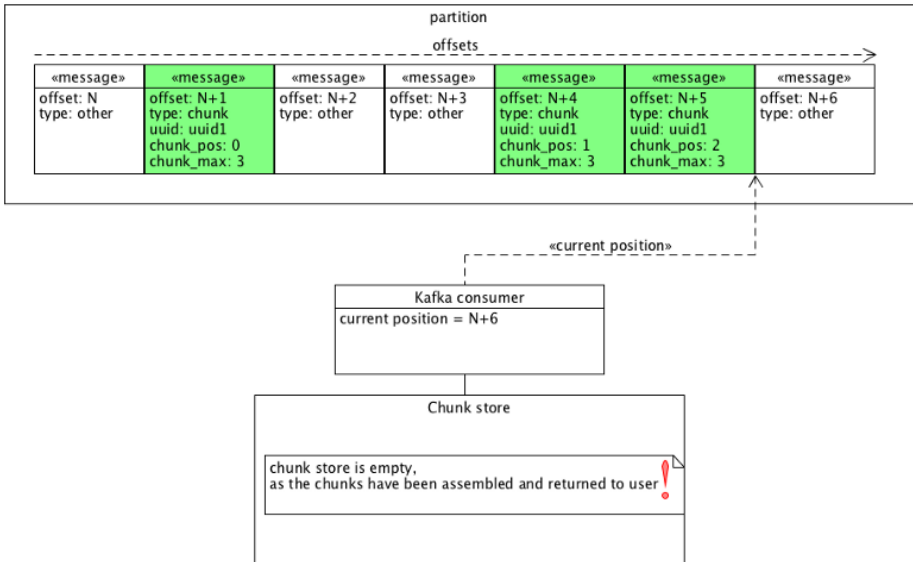 partition
offsets
«message»
offset: N
type: other
«message»
offset: N+1
type: chunk
uuid: uuid1
chunk_pos: 0
chunk_max: 3
«message»
offset: N+2
type: other
«message»
offset: N+3
type: other
«message»
offset: N+4
type: chunk
uuid: uuid1
chunk_pos: 1
chunk_max: 3
«message»
offset: N+5
type: chunk
uuid: uuid1
chunk_pos: 2
chunk_max: 3
«message»
offset: N+6
type: other
«current position»
Kafka consumer
current position = N+6
Chunk store
chunk store is empty,
as the chunks have been assembled and returned to user
!